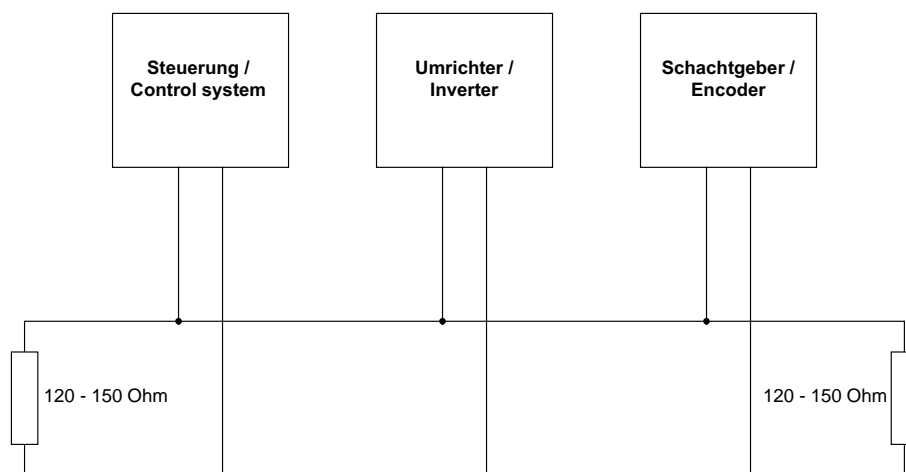 Steuerung /
Control system
Umrichter /
Inverter
Schachtgeber /
Encoder
120 - 150 Ohm
120 - 150 Ohm